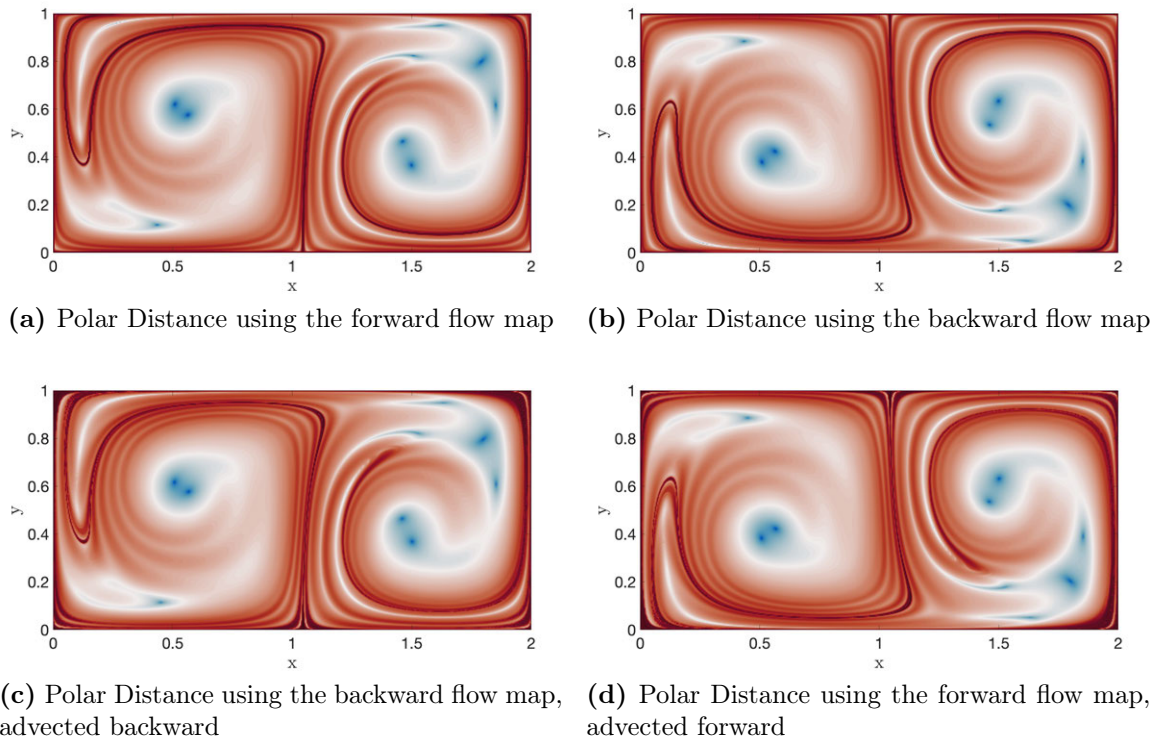 1
0.8
0.6
y
0.4
0.2
0
0 0.5 1 1.5 2
x
1
0.8
0.6
y
0.4
0.2
0
0 0.5 1 1.5 2
x
(a) Polar Distance using the forward flow map
(b) Polar Distance using the backward flow map
1
0.8
0.6
y
0.4
0.2
0
0 0.5 1 1.5 2
x
1
0.8
0.6
y
0.4
0.2
0
0 0.5 1 1.5 2
x
(c) Polar Distance using the backward flow map,
advected backward
(d) Polar Distance using the forward flow map,
advected forward